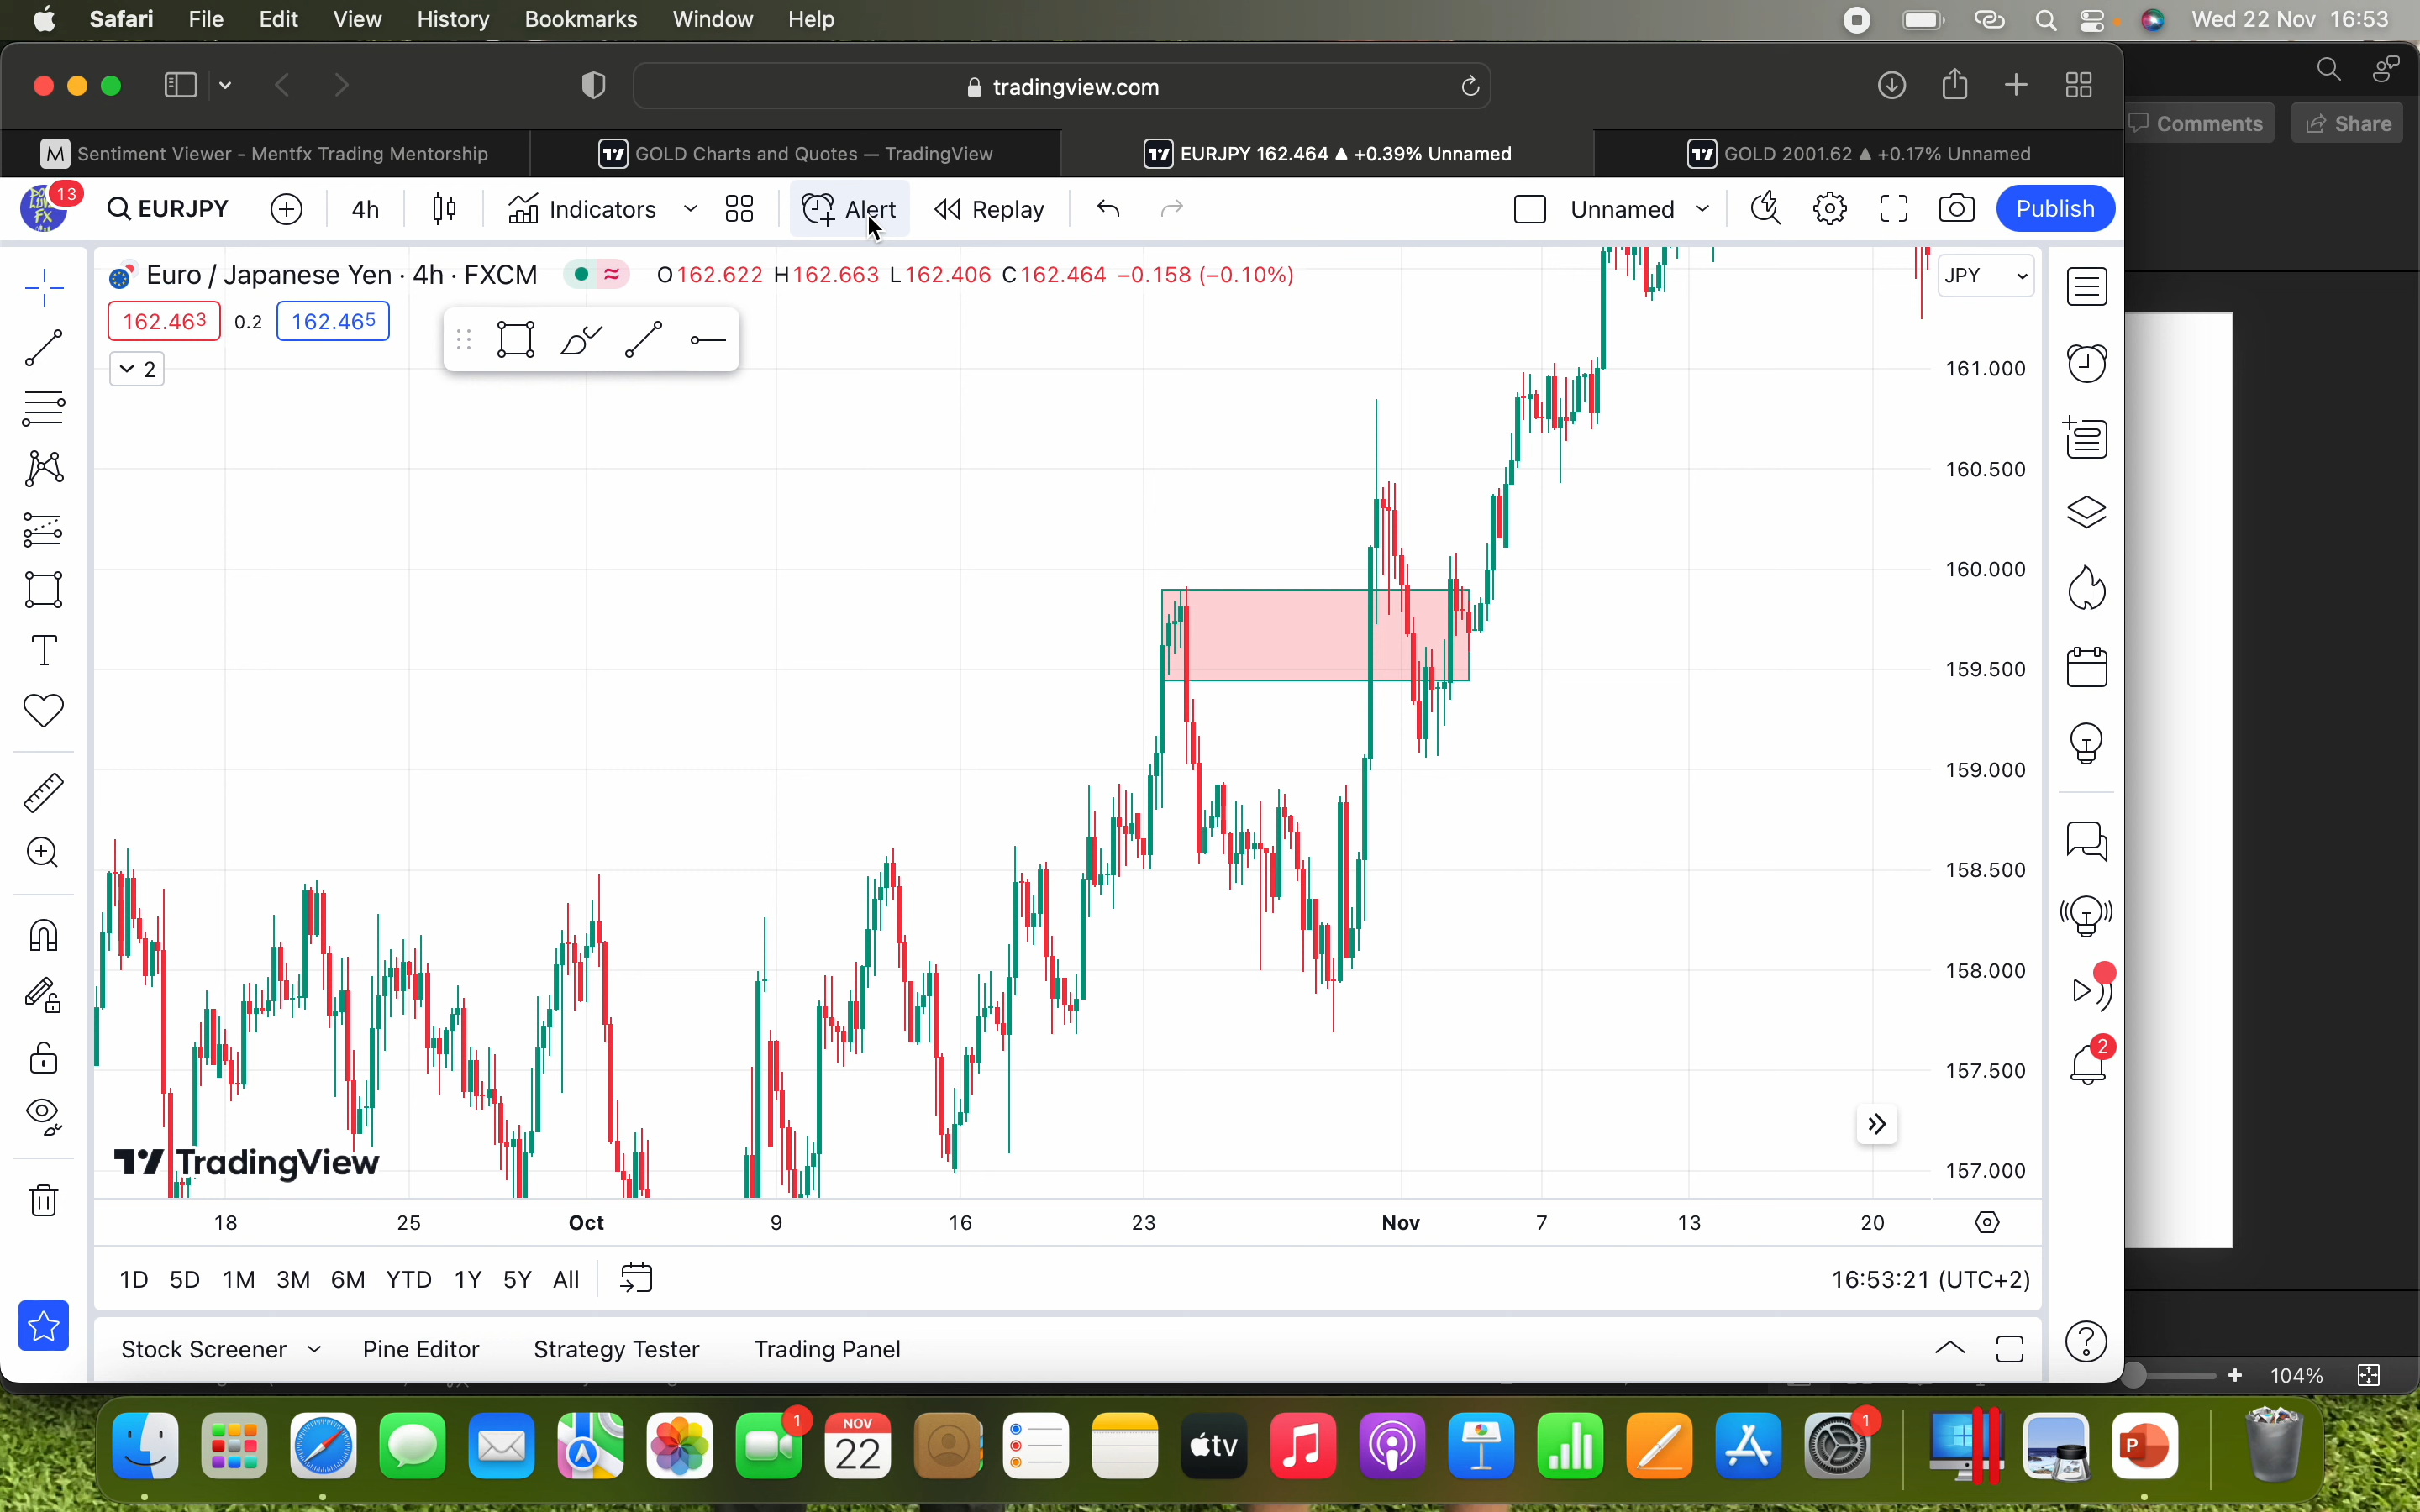 Safari File Edit View History Bookmarks Window Help Wed 22 Nov 16:53
tradingview.com
Comments Share
M Sentiment Viewer - Mentfx Trading Mentorship GOLD Charts and Quotes — TradingView EURJPY 162.464 ▲ +0.39% Unnamed GOLD 2001.62 ▲ +0.17% Unnamed
13 EURJPY 4h Indicators Alert Replay Unnamed Publish
Euro / Japanese Yen · 4h · FXCM O162.622 H162.663 L162.406 C162.464 −0.158 (−0.10%) JPY
162.463 0.2 162.465
2
161.000
160.500
160.000
159.500
159.000
158.500
158.000
157.500
2
157.000
TradingView
18 25 Oct 9 16 23 Nov 7 13 20
1D 5D 1M 3M 6M YTD 1Y 5Y All 16:53:21 (UTC+2)
Stock Screener Pine Editor Strategy Tester Trading Panel
104%
1 NOV 22 tv 1 P